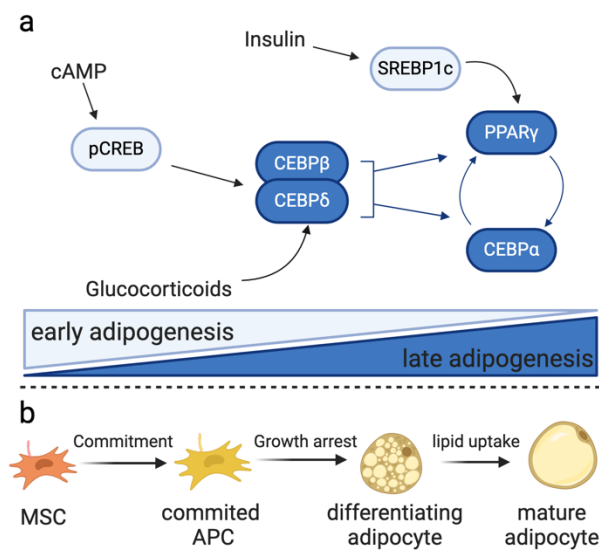 a
Insulin
cAMP
SREBP1c
pCREB
PPARγ
CEBPβ
CEBPδ
CEBPα
Glucocorticoids
early adipogenesis
late adipogenesis
b
Commitment
Growth arrest
lipid uptake
MSC
commited
APC
differentiating
adipocyte
mature
adipocyte